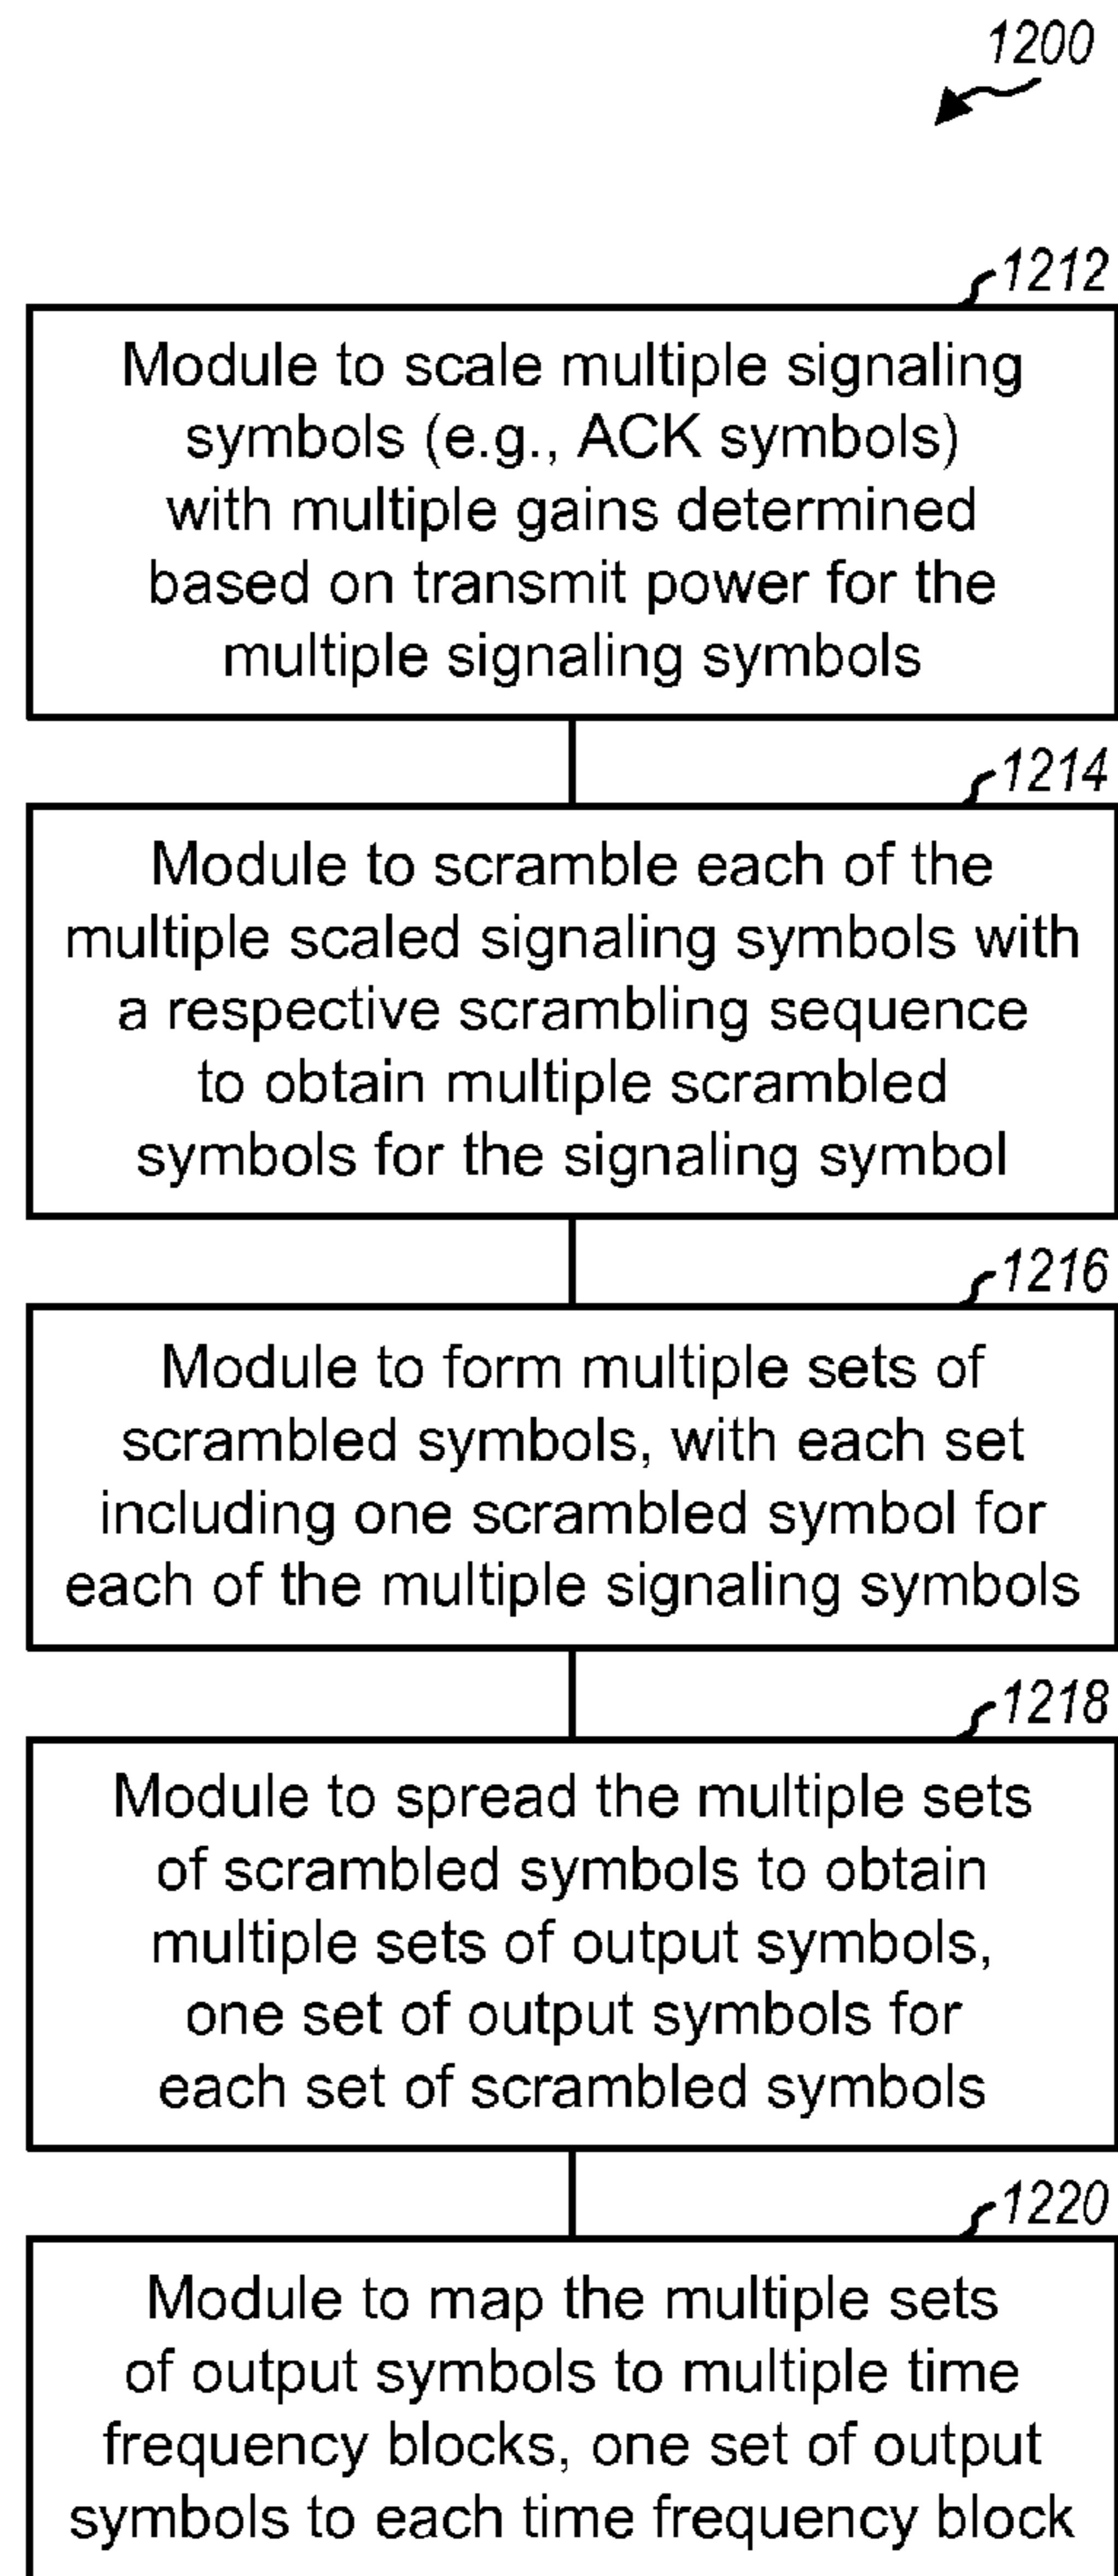 1200
1212
Module to scale multiple signaling
symbols (e.g., ACK symbols)
with multiple gains determined
based on transmit power for the
multiple signaling symbols
1214
Module to scramble each of the
multiple scaled signaling symbols with
a respective scrambling sequence
to obtain multiple scrambled
symbols for the signaling symbol
1216
Module to form multiple sets of
scrambled symbols, with each set
including one scrambled symbol for
each of the multiple signaling symbols
1218
Module to spread the multiple sets
of scrambled symbols to obtain
multiple sets of output symbols,
one set of output symbols for
each set of scrambled symbols
1220
Module to map the multiple sets
of output symbols to multiple time
frequency blocks, one set of output
symbols to each time frequency block